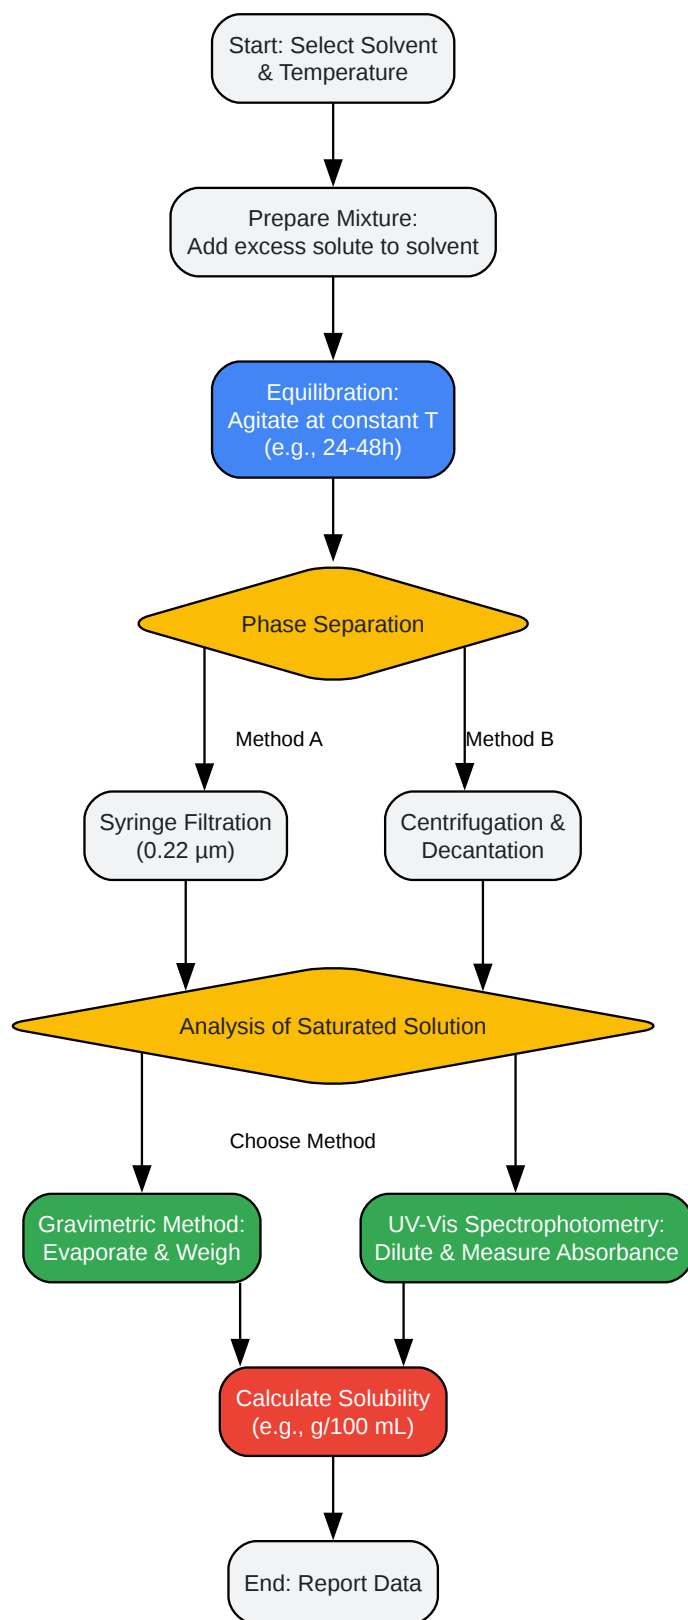 Start: Select Solvent
& Temperature
Prepare Mixture:
Add excess solute to solvent
Equilibration:
Agitate at constant T
(e.g., 24-48h)
Phase Separation
Method A
Method B
Syringe Filtration
(0.22 µm)
Centrifugation &
Decantation
Analysis of Saturated Solution
Choose Method
Gravimetric Method:
Evaporate & Weigh
UV-Vis Spectrophotometry:
Dilute & Measure Absorbance
Calculate Solubility
(e.g., g/100 mL)
End: Report Data